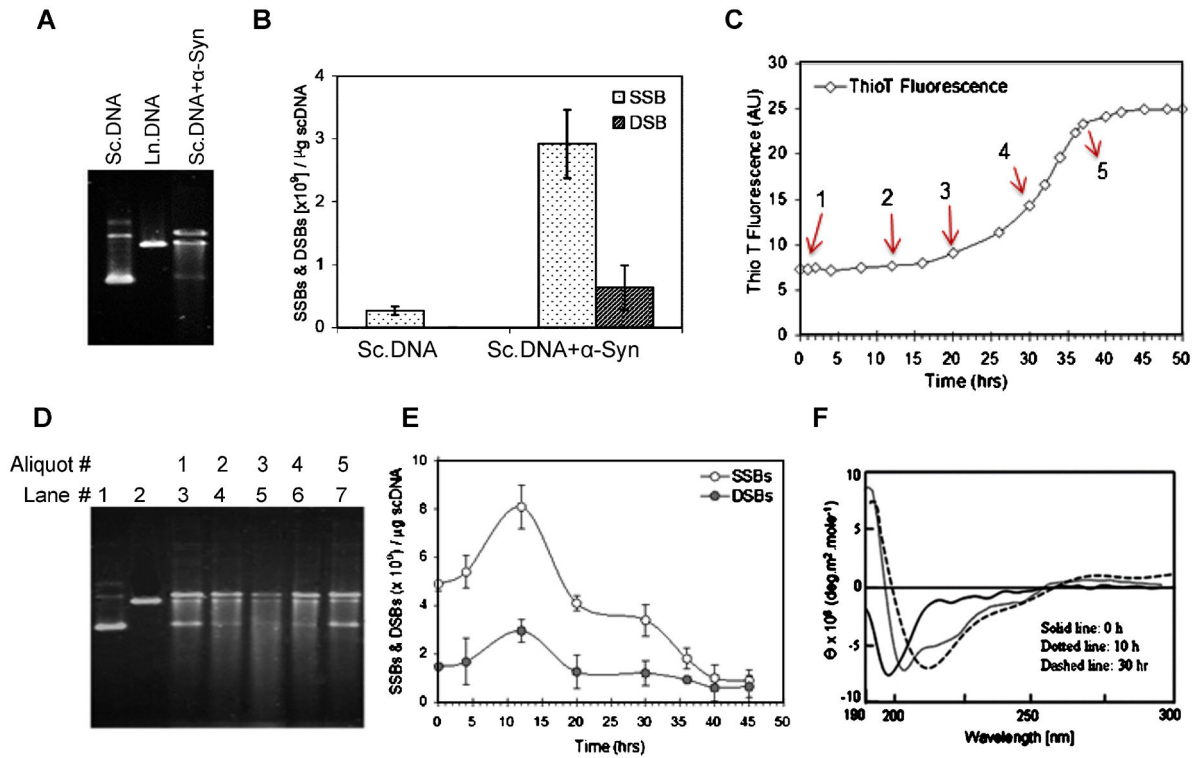 A
Sc.DNA
Ln.DNA
Sc.DNA+α-Syn
B
SSBs & DSBs [x10⁹] / µg scDNA
4
3
2
1
0
SSB
DSB
Sc.DNA
Sc.DNA+α-Syn
C
Thio T Fluorescence (AU)
30
25
20
15
10
5
0
ThioT Fluorescence
1
2
3
4
5
0 5 10 15 20 25 30 35 40 45 50
Time (hrs)
D
Aliquot # 1 2 3 4 5
Lane # 1 2 3 4 5 6 7
E
SSBs & DSBs (x 10⁹) / µg scDNA
10
8
6
4
2
0
SSBs
DSBs
0 5 10 15 20 25 30 35 40 45 50
Time (hrs)
F
Θ x 10⁶ (deg.m².mole⁻¹)
10
5
0
-5
-10
Solid line: 0 h
Dotted line: 10 h
Dashed line: 30 hr
190 200 250 300
Wavelength [nm]